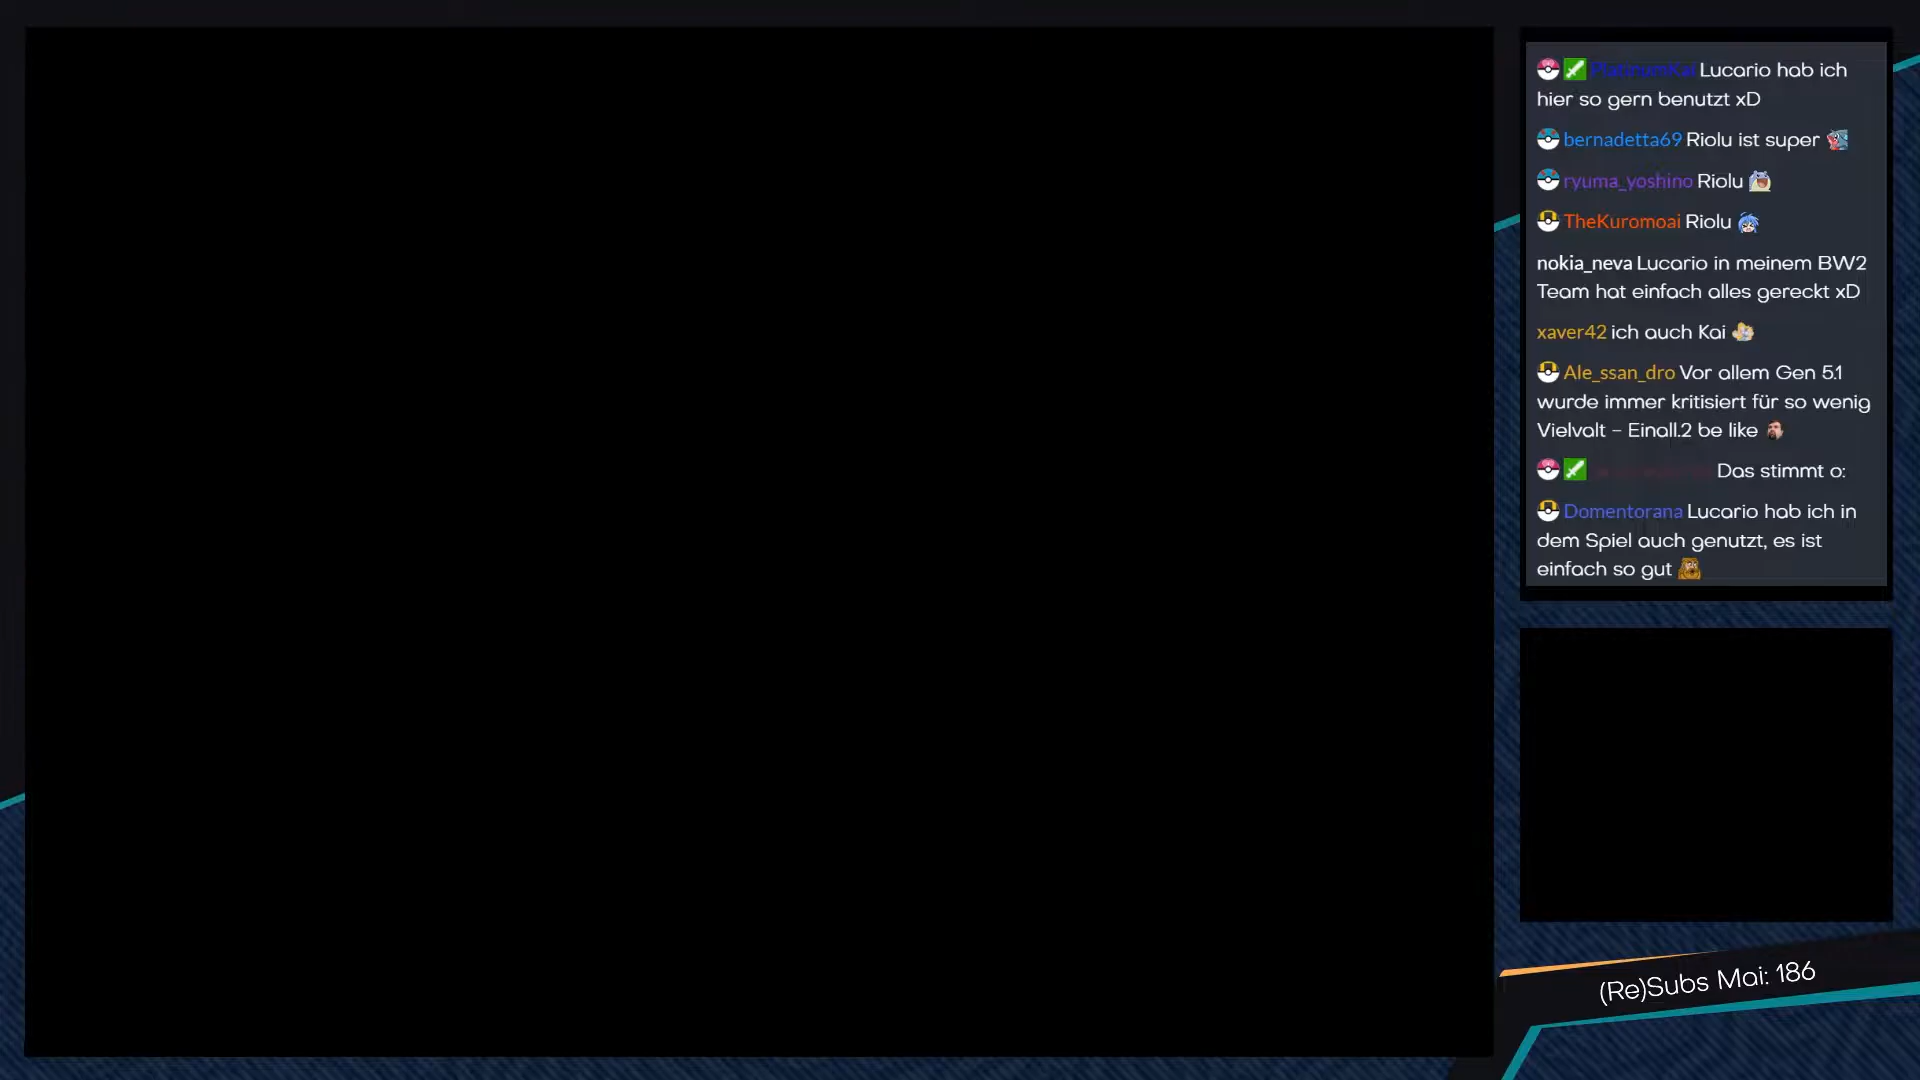 PlatinumKai Lucario hab ich
hier so gern benutzt xD
bernadetta69 Riolu ist super
ryuma_yoshino Riolu
TheKuromoai Riolu
nokia_neva Lucario in meinem BW2
Team hat einfach alles gereckt xD
xaver42 ich auch Kai
Ale_ssan_dro Vor allem Gen 5.1
wurde immer kritisiert für so wenig
Vielvalt - Einall.2 be like
Das stimmt o:
Domentorana Lucario hab ich in
dem Spiel auch genutzt, es ist
einfach so gut
(Re)Subs Mai: 186